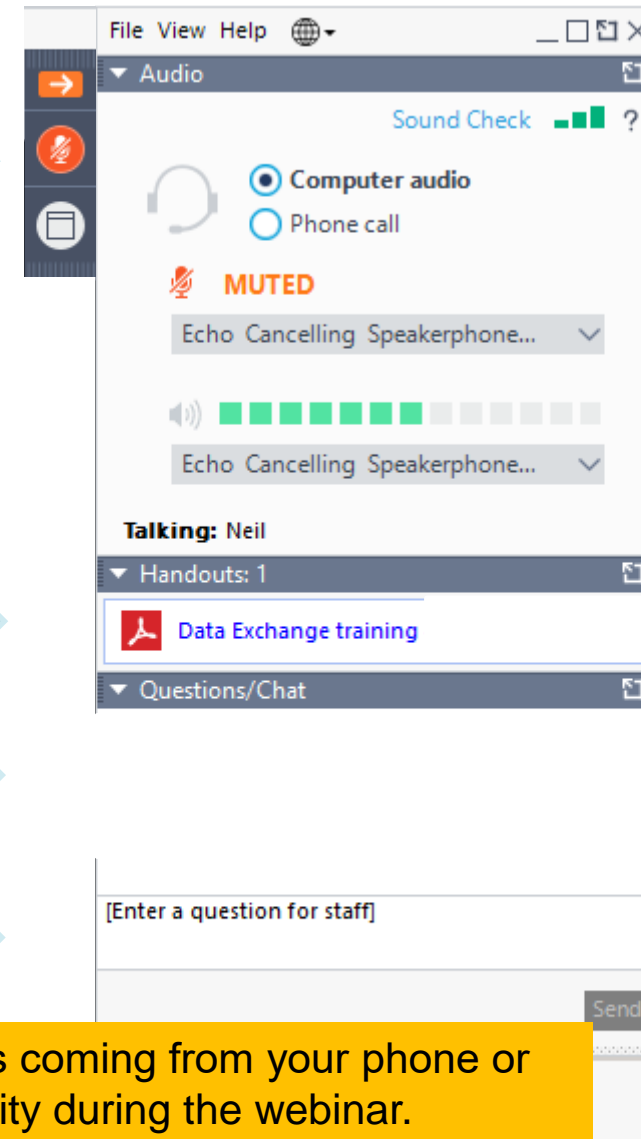 File View Help
Audio
Sound Check ?
Computer audio
Phone call
MUTED
Echo Cancelling Speakerphone...
Echo Cancelling Speakerphone...
Talking: Neil
Handouts: 1
Data Exchange training
Questions/Chat
[Enter a question for staff]
Send
coming from your phone or
during the webinar.